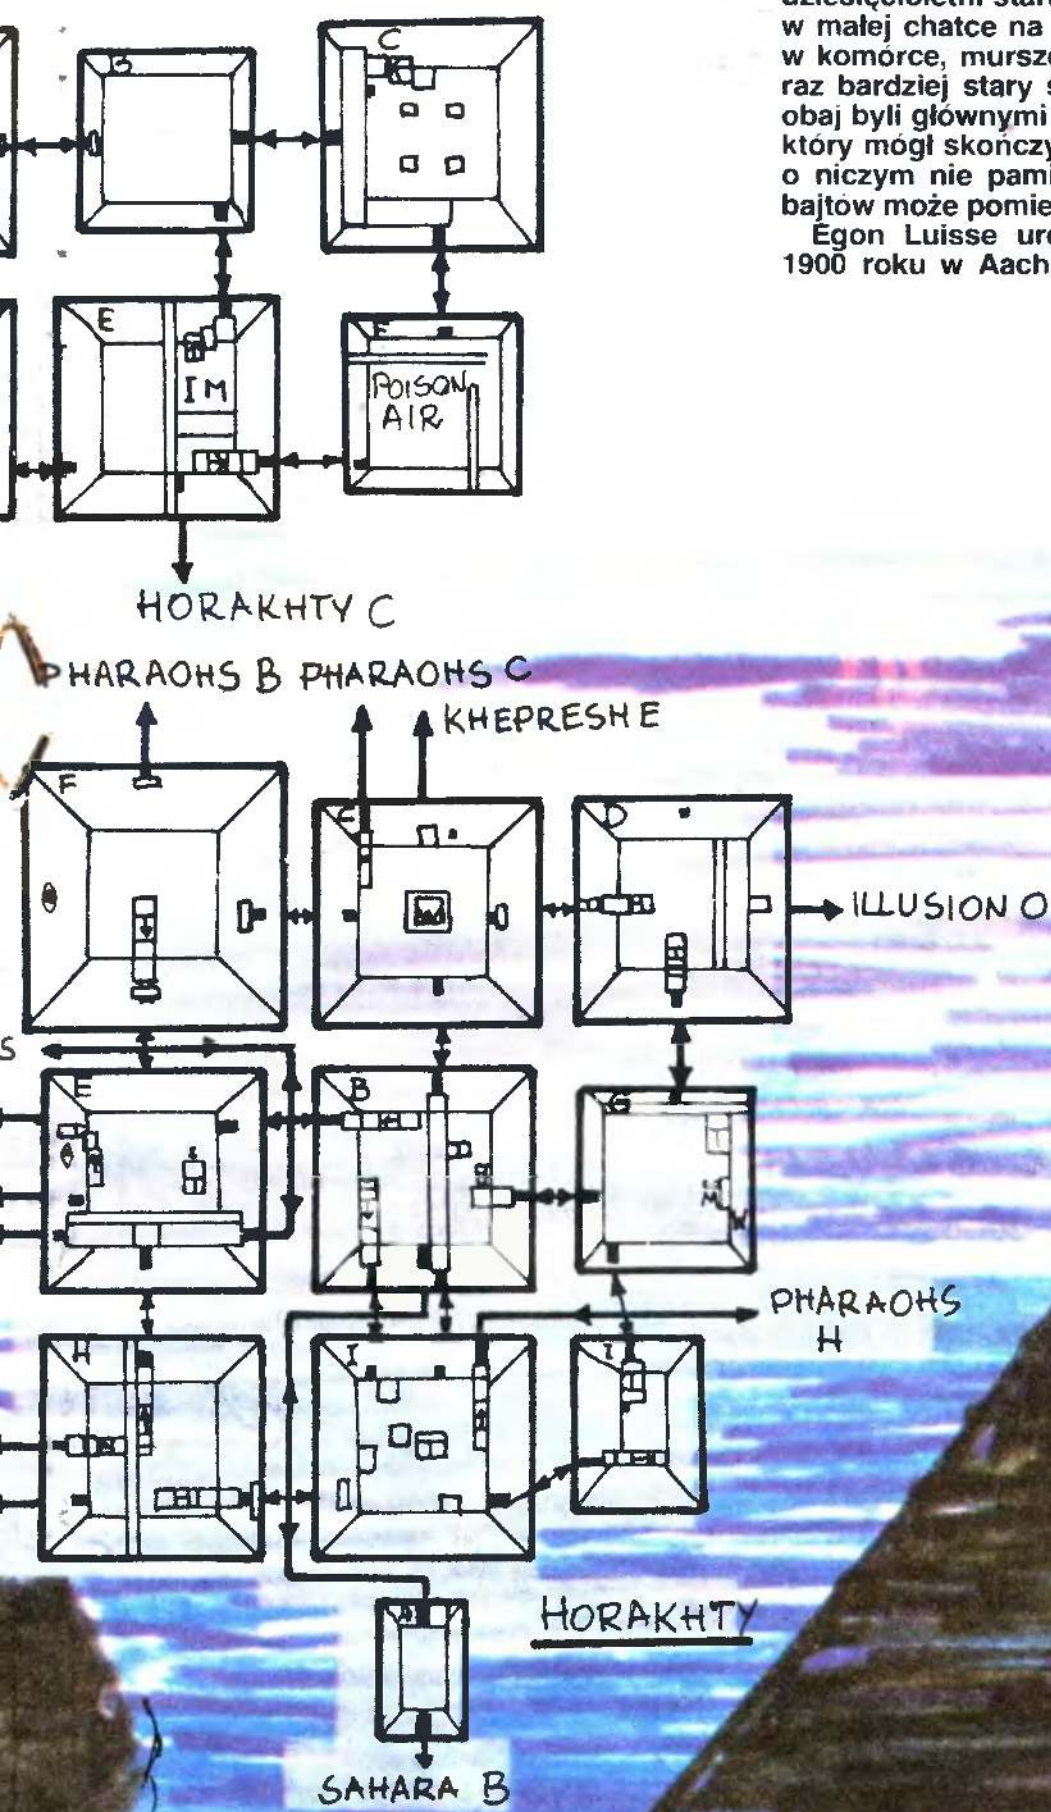 w małej chatce na
w komórce, mursz
raz bardziej stary
obaj byli głównymi
który mógł skończy
o niczym nie pami
bajtów może pomie
Egon Luisse ur
1900 roku w Aach
B
C
E
IM
F
POISON
AIR
HORAKHTY C
PHARAOHS B PHARAOHS C
KHEPRESH E
F
C
D
ILLUSION O
S
E
B
G
H
I
I
PHARAOHS
H
HORAKHTY
SAHARA B